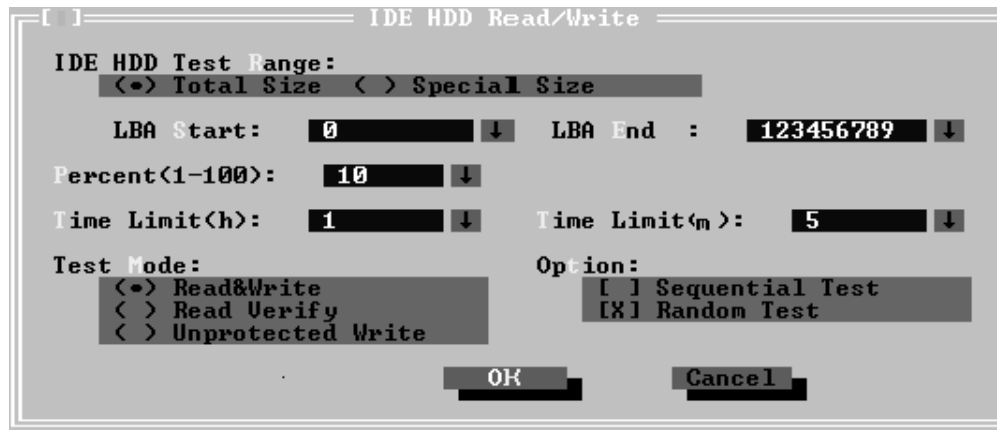 [ ] IDE HDD Read/Write
IDE HDD Test Range:
(•) Total Size ( ) Special Size
LBA Start: 0 ↓ LBA End : 123456789 ↓
Percent(1-100): 10 ↓
Time Limit(h): 1 ↓ Time Limit(m): 5 ↓
Test Mode: Option:
(•) Read&Write [ ] Sequential Test
( ) Read Verify [X] Random Test
( ) Unprotected Write
OK Cancel